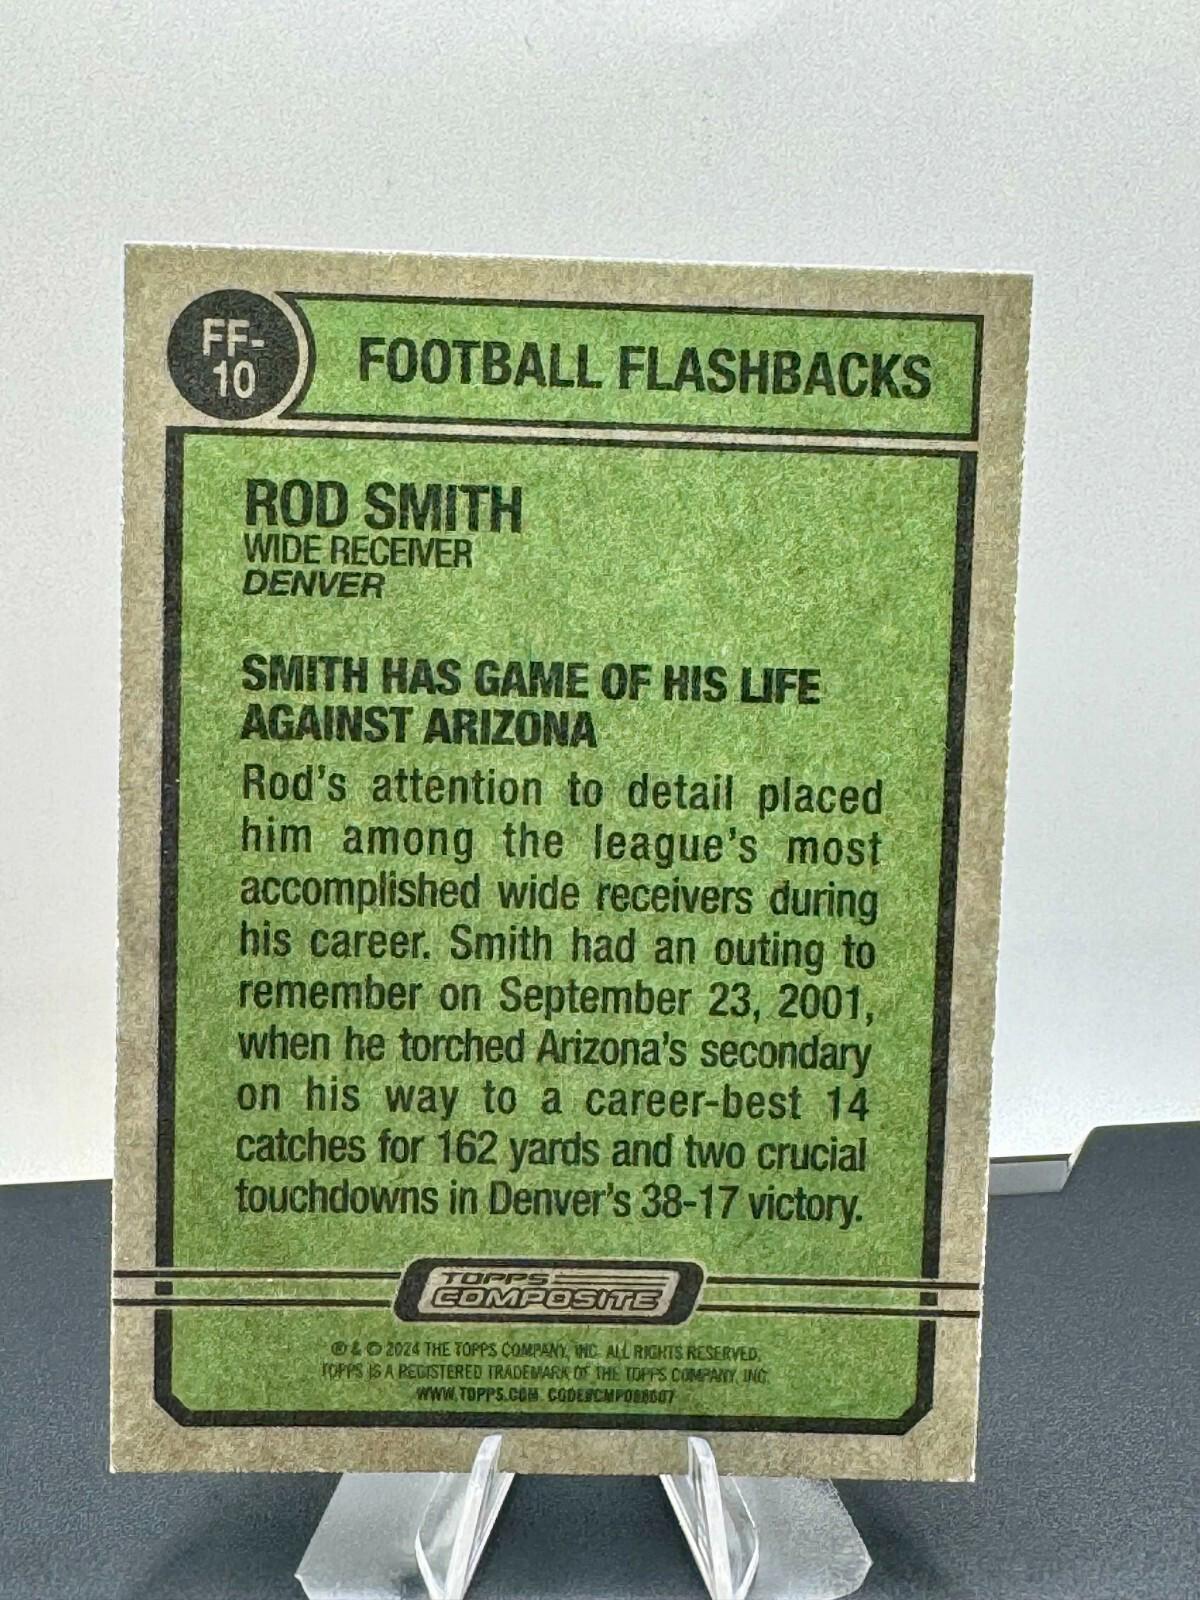 FF-
10
FOOTBALL FLASHBACKS
ROD SMITH
WIDE RECEIVER
DENVER
SMITH HAS GAME OF HIS LIFE
AGAINST ARIZONA
Rod's attention to detail placed
him among the league's most
accomplished wide receivers during
his career. Smith had an outing to
remember on September 23, 2001,
when he torched Arizona's secondary
on his way to a career-best 14
catches for 162 yards and two crucial
touchdowns in Denver's 38-17 victory.
TOPPS
COMPOSITE
® & © 2024 THE TOPPS COMPANY, INC. ALL RIGHTS RESERVED.
TOPPS IS A REGISTERED TRADEMARK OF THE TOPPS COMPANY, INC.
WWW.TOPPS.COM